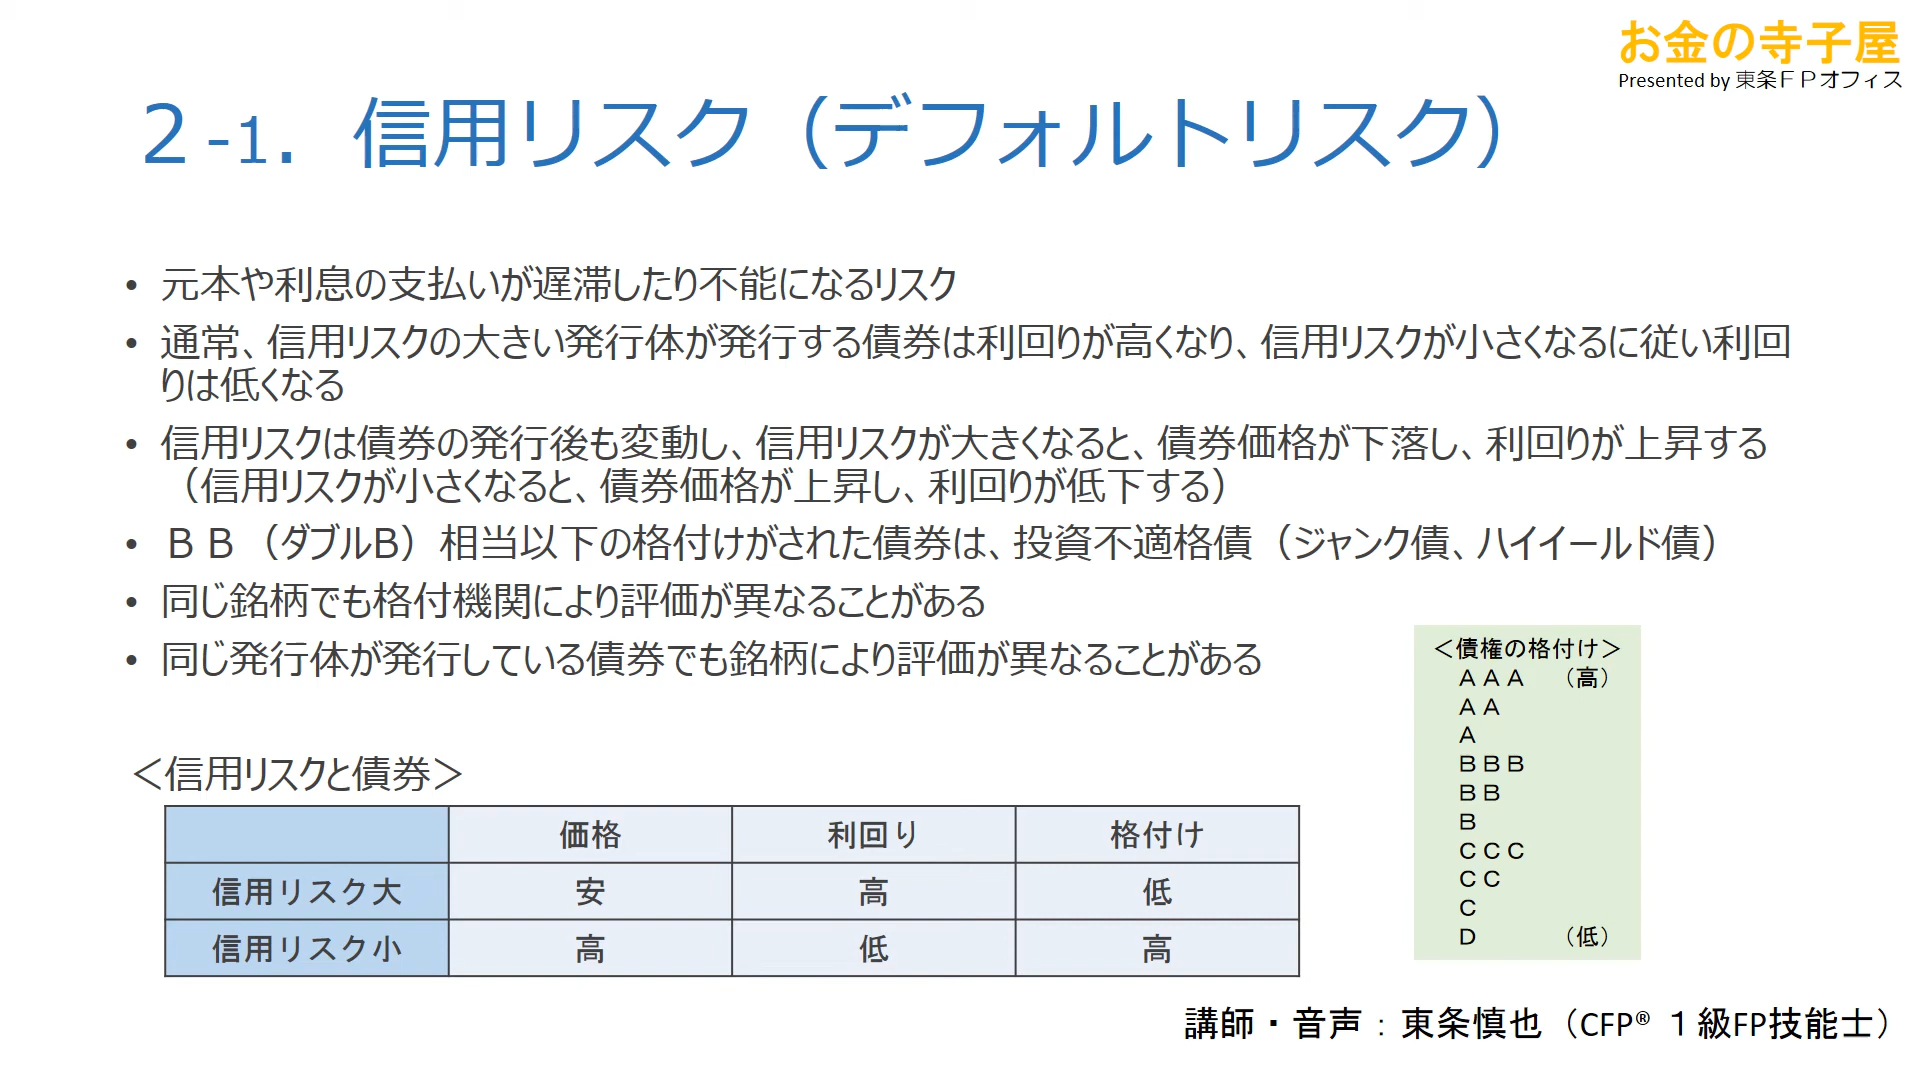 お金の寺子屋
Presented by 東条ＦＰオフィス
２-1． 信用リスク（デフォルトリスク）
• 元本や利息の支払いが遅滞したり不能になるリスク
• 通常、信用リスクの大きい発行体が発行する債券は利回りが高くなり、信用リスクが小さくなるに従い利回
りは低くなる
• 信用リスクは債券の発行後も変動し、信用リスクが大きくなると、債券価格が下落し、利回りが上昇する
（信用リスクが小さくなると、債券価格が上昇し、利回りが低下する）
• ＢＢ（ダブルB）相当以下の格付けがされた債券は、投資不適格債（ジャンク債、ハイイールド債）
• 同じ銘柄でも格付機関により評価が異なることがある
• 同じ発行体が発行している債券でも銘柄により評価が異なることがある
＜債権の格付け＞
ＡＡＡ （高）
ＡＡ
Ａ
ＢＢＢ
ＢＢ
Ｂ
ＣＣＣ
ＣＣ
Ｃ
Ｄ （低）
＜信用リスクと債券＞
価格 利回り 格付け
信用リスク大 安 高 低
信用リスク小 高 低 高
講師・音声：東条慎也（CFP® １級FP技能士）